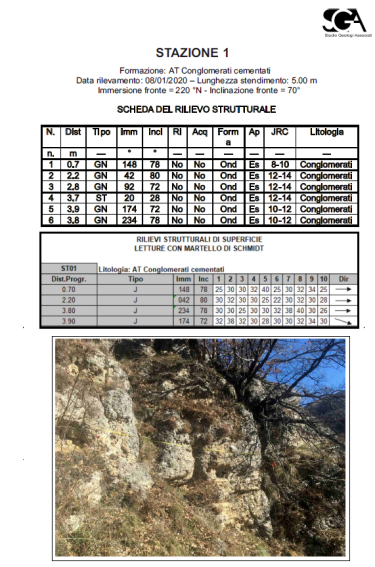 SGA
Studio Geologi Associati
STAZIONE 1
Formazione: AT Conglomerati cementati
Data rilevamento: 08/01/2020 – Lunghezza stendimento: 5.00 m
Immersione fronte = 220 °N - Inclinazione fronte = 70°
SCHEDA DEL RILIEVO STRUTTURALE
N. Dist Tipo Imm Incl Ri Acq Form a Ap JRC Litologia
n. m — ° ° — — — — — —
1 0.7 GN 148 78 No No Ond Es 8-10 Conglomerati
2 2,2 GN 42 80 No No Ond Es 12-14 Conglomerati
3 2,8 GN 92 72 No No Ond Es 12-14 Conglomerati
4 3,7 ST 20 28 No No Ond Es 12-14 Conglomerati
5 3,9 GN 174 72 No No Ond Es 10-12 Conglomerati
6 3,8 GN 234 78 No No Ond Es 10-12 Conglomerati
RILIEVI STRUTTURALI DI SUPERFICIE
LETTURE CON MARTELLO DI SCHMIDT
ST01 Litologia: AT Conglomerati cementati
Dist.Progr. Tipo Imm Inc 1 2 3 4 5 6 7 8 9 10 Dir
0.70 J 148 78 25 30 30 32 40 25 30 32 34 25
2.20 J 042 80 30 32 30 30 25 22 30 32 30 28
3.80 J 234 78 30 30 25 30 30 32 38 40 30 26
3.90 J 174 72 32 38 32 30 28 30 30 32 34 30